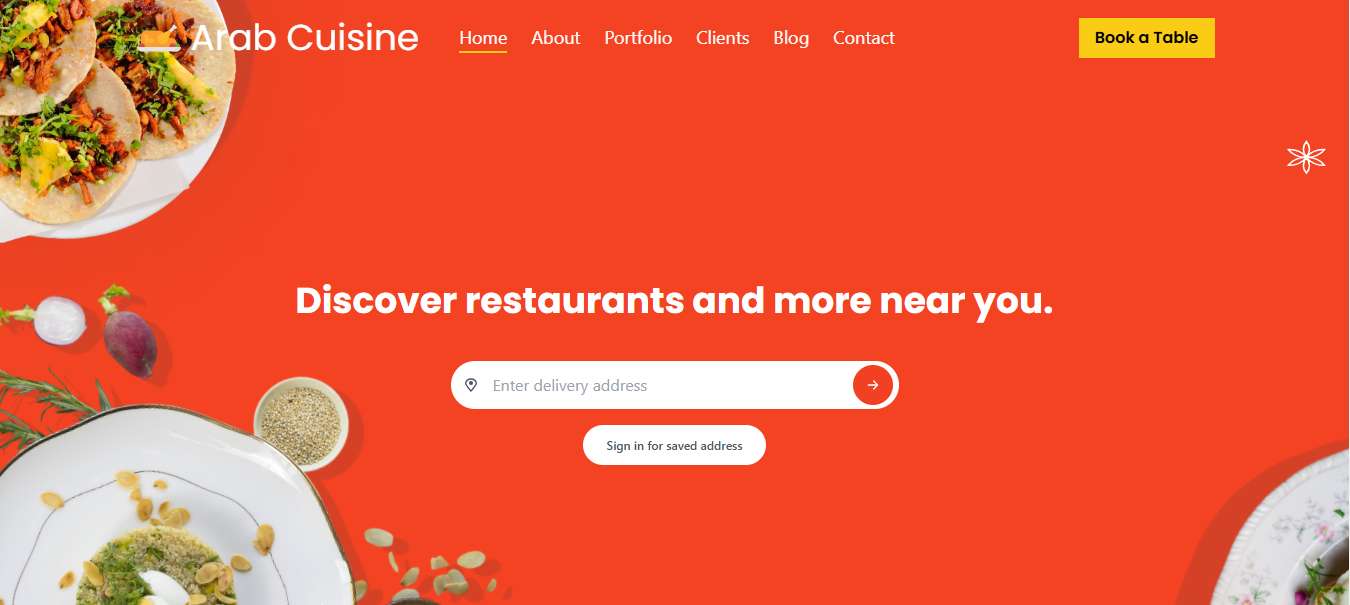 Arab Cuisine Home About Portfolio Clients Blog Contact Book a Table
Discover restaurants and more near you.
Enter delivery address
Sign in for saved address